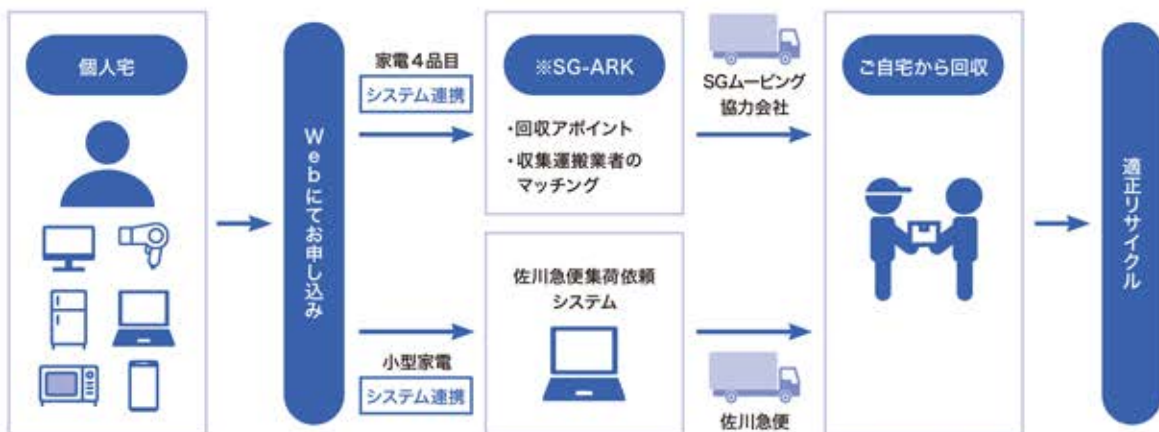 個人宅
Webにてお申し込み
家電4品目
システム連携
※SG-ARK
・回収アポイント
・収集運搬業者の
マッチング
SGムービング
協力会社
小型家電
システム連携
佐川急便集荷依頼
システム
佐川急便
ご自宅から回収
適正リサイクル